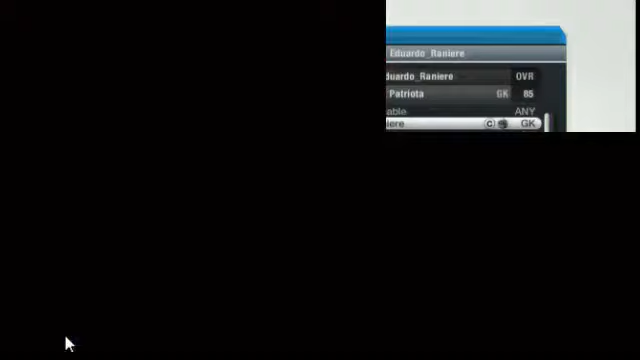 Eduardo_Raniere
duardo_Raniere OVR
Patriota GK 85
able ANY
iere C GK